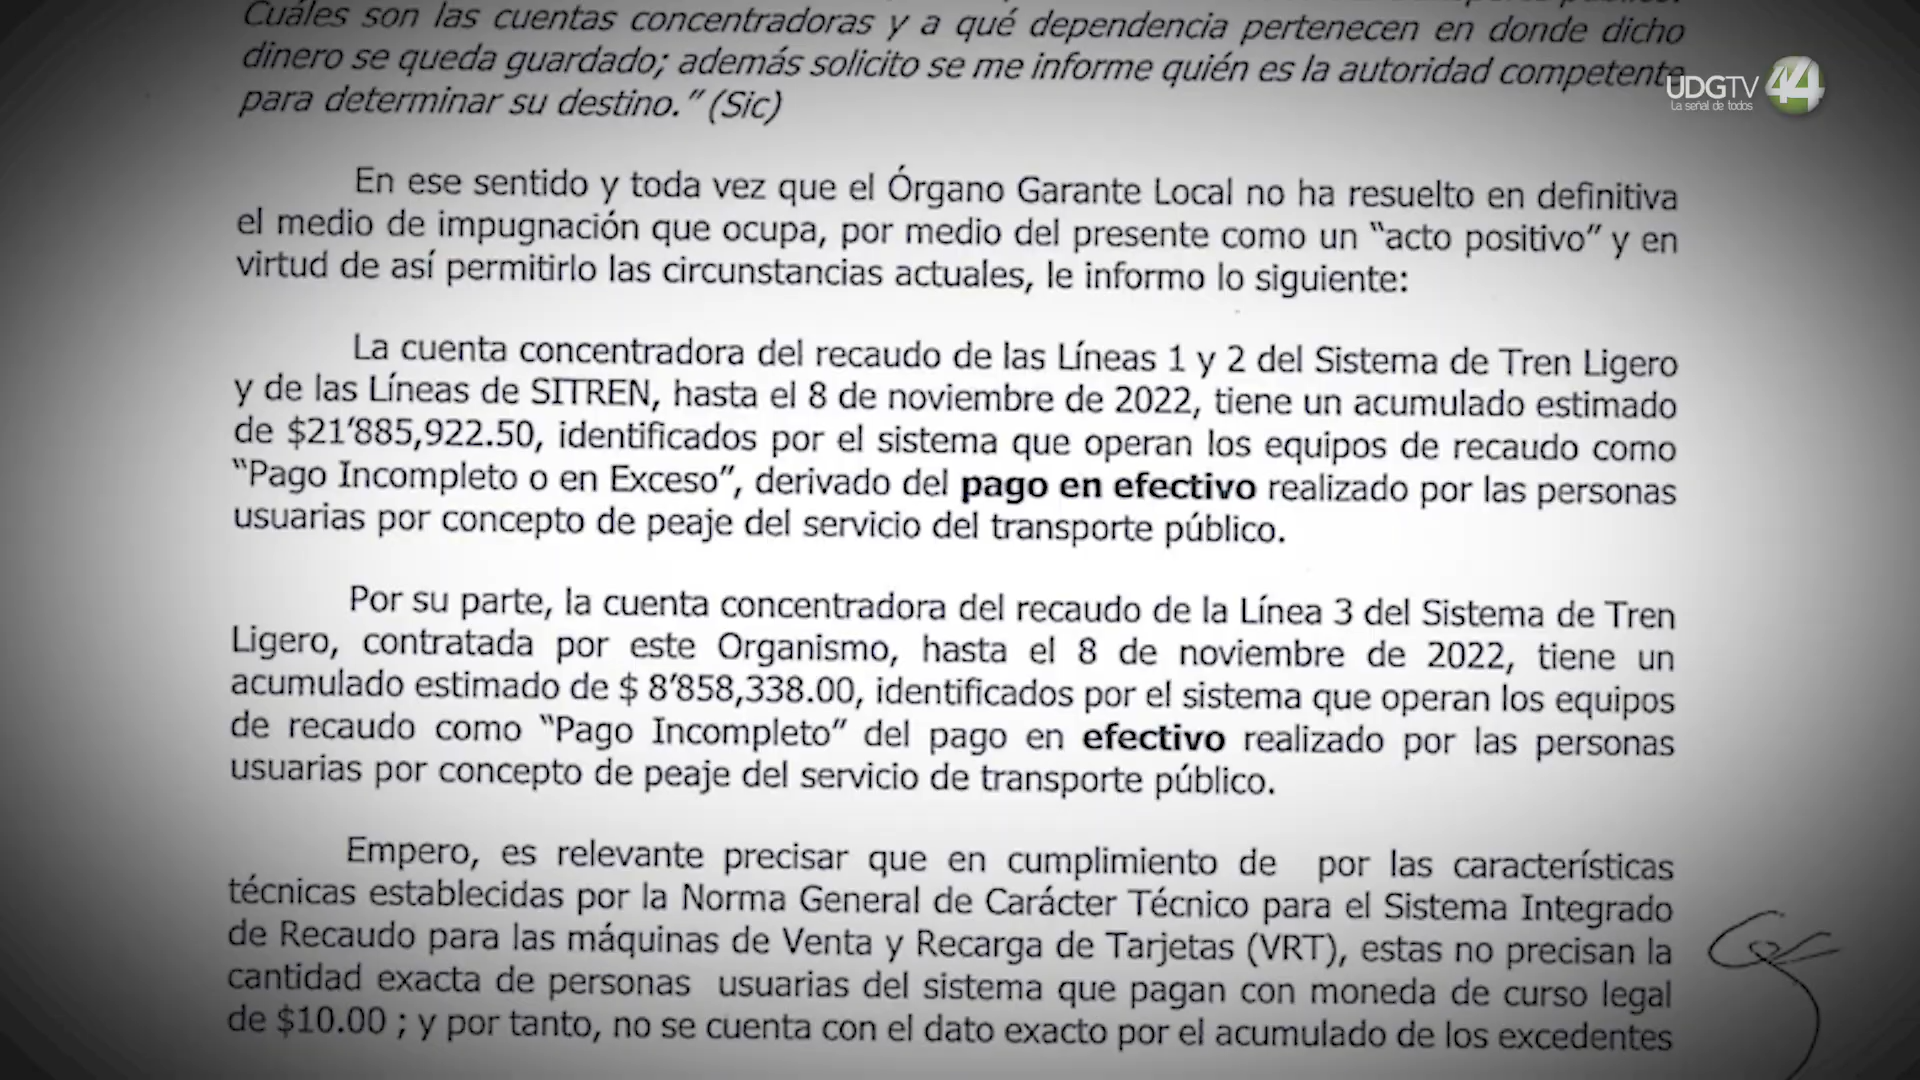 Cuáles son las cuentas concentradoras y a qué dependencia pertenecen en donde dicho
dinero se queda guardado; además solicito se me informe quién es la autoridad competente
para determinar su destino." (Sic)
UDGTV 44
La señal de todos
En ese sentido y toda vez que el Órgano Garante Local no ha resuelto en definitiva
el medio de impugnación que ocupa, por medio del presente como un "acto positivo" y en
virtud de así permitirlo las circunstancias actuales, le informo lo siguiente:
La cuenta concentradora del recaudo de las Líneas 1 y 2 del Sistema de Tren Ligero
y de las Líneas de SITREN, hasta el 8 de noviembre de 2022, tiene un acumulado estimado
de $21'885,922.50, identificados por el sistema que operan los equipos de recaudo como
"Pago Incompleto o en Exceso", derivado del pago en efectivo realizado por las personas
usuarias por concepto de peaje del servicio del transporte público.
Por su parte, la cuenta concentradora del recaudo de la Línea 3 del Sistema de Tren
Ligero, contratada por este Organismo, hasta el 8 de noviembre de 2022, tiene un
acumulado estimado de $ 8'858,338.00, identificados por el sistema que operan los equipos
de recaudo como "Pago Incompleto" del pago en efectivo realizado por las personas
usuarias por concepto de peaje del servicio de transporte público.
Empero, es relevante precisar que en cumplimiento de por las características
técnicas establecidas por la Norma General de Carácter Técnico para el Sistema Integrado
de Recaudo para las máquinas de Venta y Recarga de Tarjetas (VRT), estas no precisan la
cantidad exacta de personas usuarias del sistema que pagan con moneda de curso legal
de $10.00 ; y por tanto, no se cuenta con el dato exacto por el acumulado de los excedentes